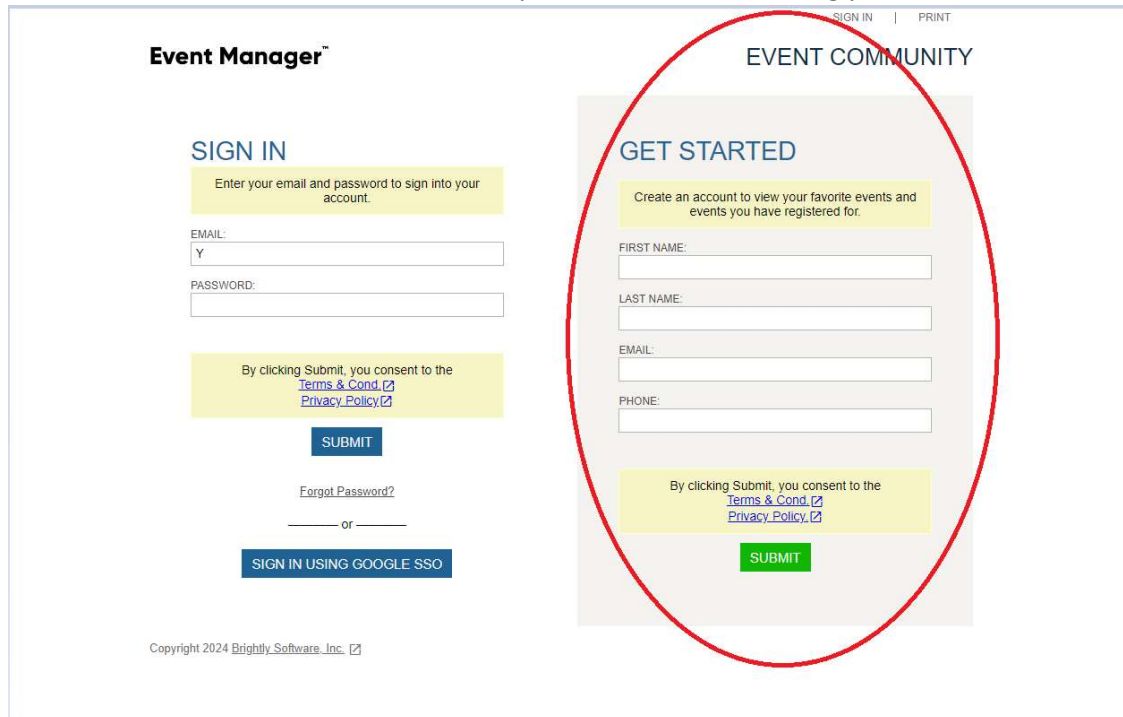 SIGN IN | PRINT
Event Manager™
EVENT COMMUNITY
SIGN IN
Enter your email and password to sign into your
account.
EMAIL:
Y
PASSWORD:
By clicking Submit, you consent to the
Terms & Cond.
Privacy Policy
SUBMIT
Forgot Password?
or
SIGN IN USING GOOGLE SSO
GET STARTED
Create an account to view your favorite events and
events you have registered for.
FIRST NAME:
LAST NAME:
EMAIL:
PHONE:
By clicking Submit, you consent to the
Terms & Cond.
Privacy Policy.
SUBMIT
Copyright 2024 Brightly Software, Inc.